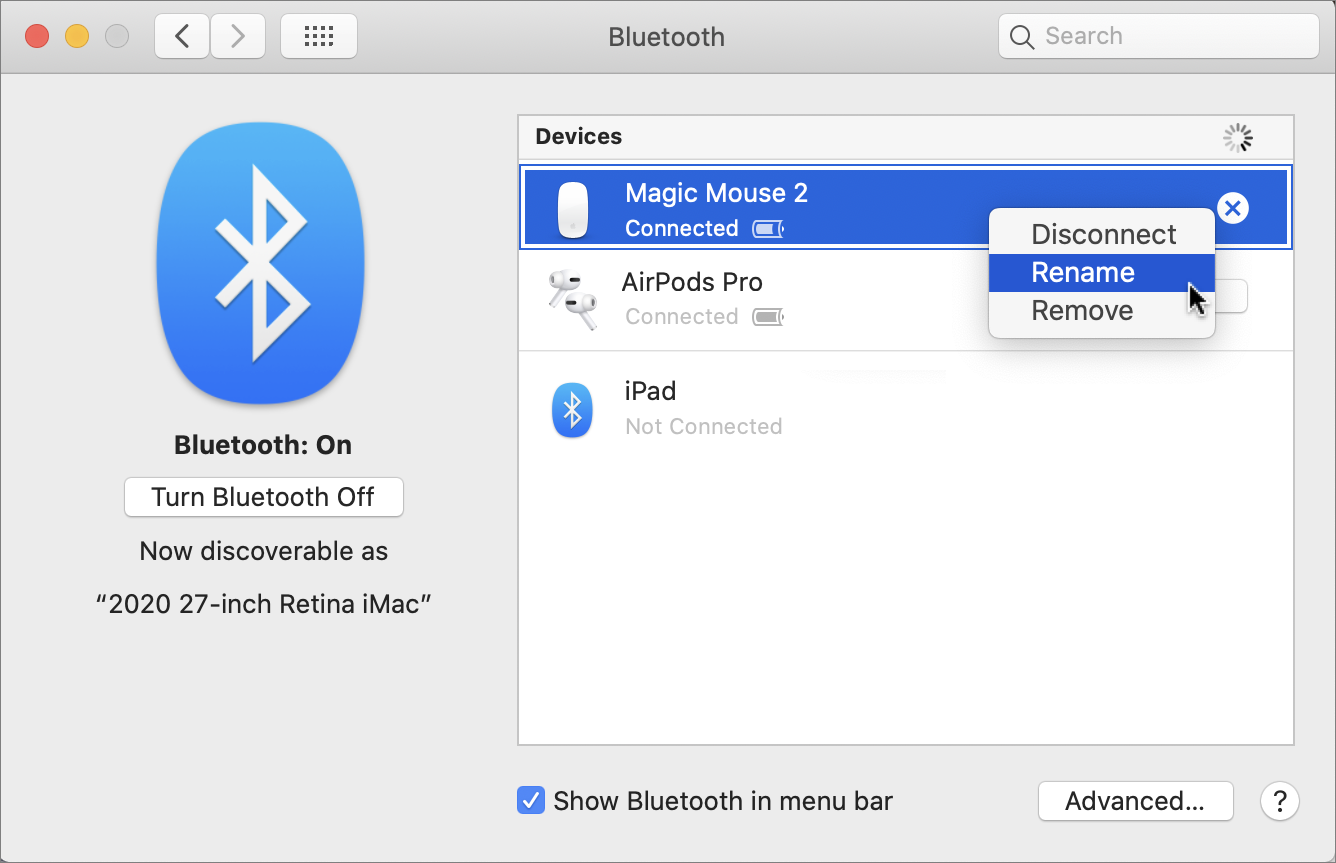 Bluetooth
Search
Bluetooth: On
Turn Bluetooth Off
Now discoverable as
“2020 27-inch Retina iMac”
Devices
Magic Mouse 2
Connected
AirPods Pro
Connected
iPad
Not Connected
Disconnect
Rename
Remove
Show Bluetooth in menu bar
Advanced...
?